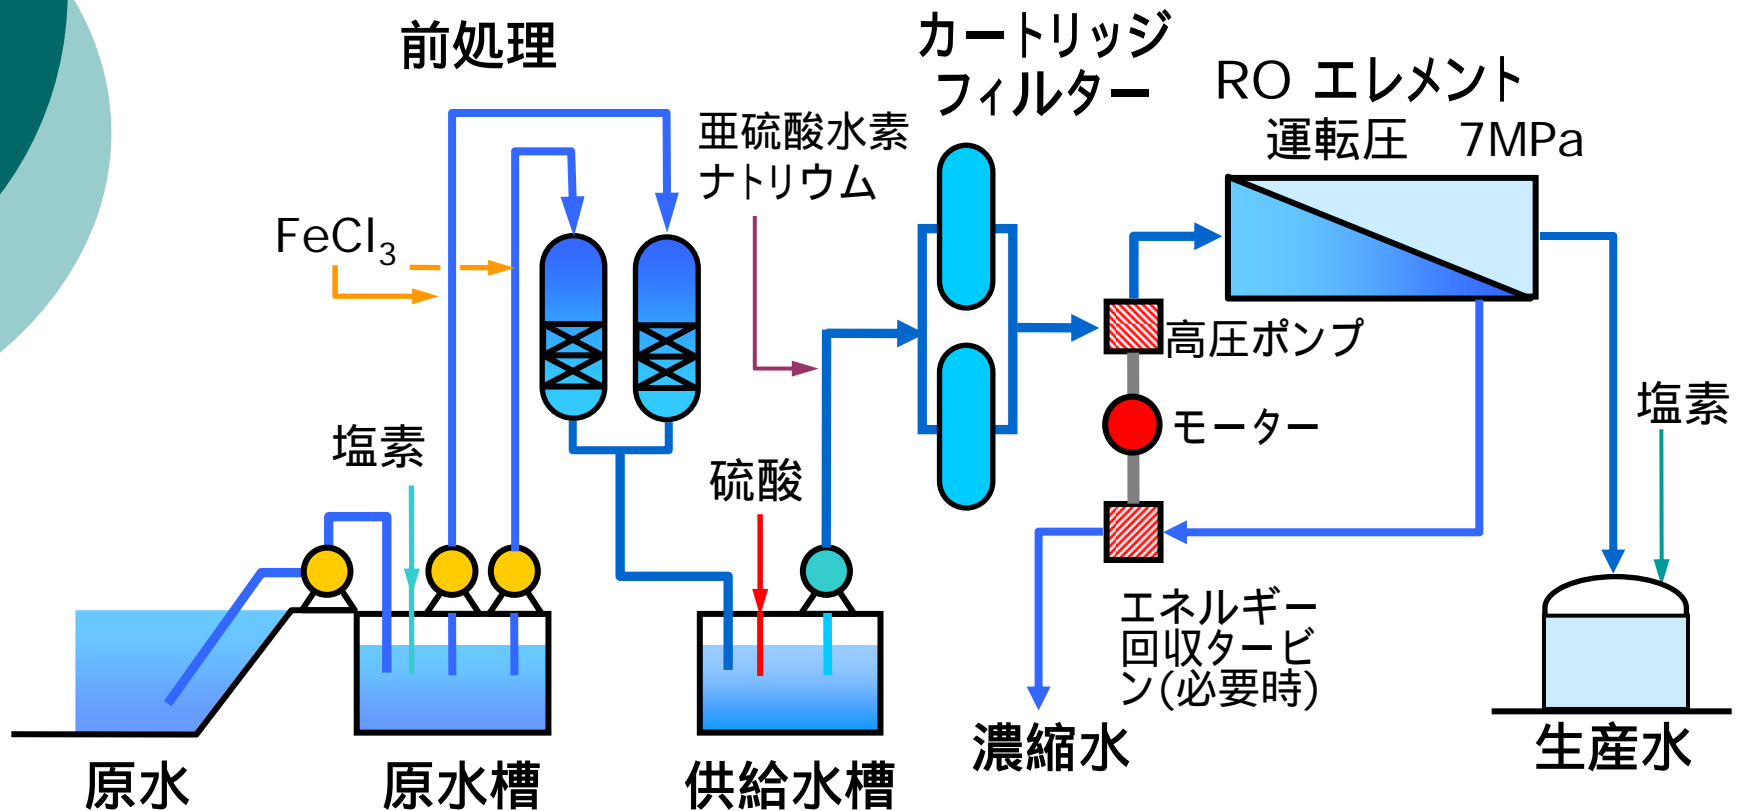 前処理
カートリッジ
フィルター
RO エレメント
運転圧 7MPa
亜硫酸水素
ナトリウム
FeCl₃
高圧ポンプ
塩素
モーター
塩素
硫酸
エネルギー
回収タービ
ン(必要時)
濃縮水
生産水
原水
原水槽
供給水槽